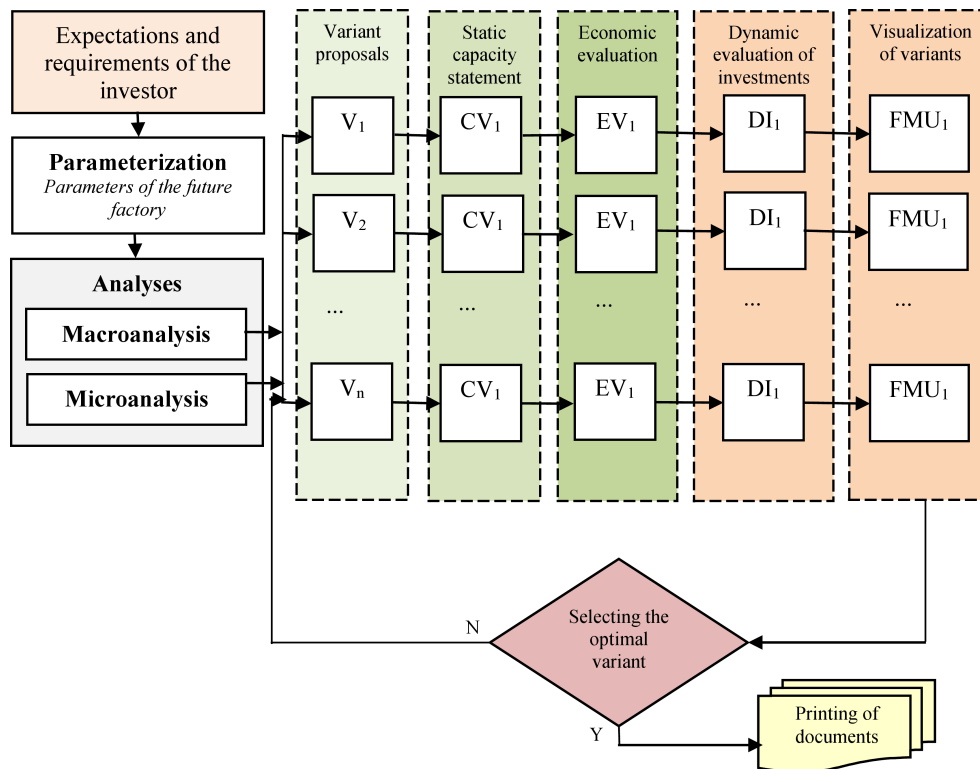 Expectations and
requirements of the
investor
Parameterization
Parameters of the future
factory
Analyses
Macroanalysis
Microanalysis
Variant
proposals
V₁
V₂
...
Vₙ
Static
capacity
statement
CV₁
CV₁
...
CV₁
Economic
evaluation
EV₁
EV₁
...
EV₁
Dynamic
evaluation of
investments
DI₁
DI₁
...
DI₁
Visualization
of variants
FMU₁
FMU₁
...
FMU₁
N
Selecting the
optimal
variant
Y
Printing of
documents